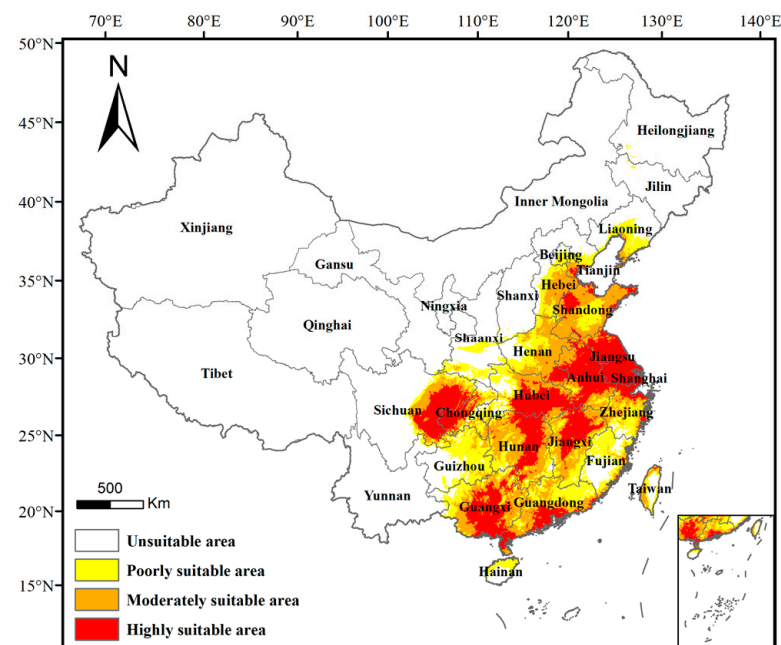 70°E 80°E 90°E 100°E 110°E 120°E 130°E 140°E
50°N
N
45°N
Heilongjiang
Jilin
40°N
Inner Mongolia
Xinjiang
Liaoning
Beijing
Gansu
Tianjin
35°N
Hebei
Shanxi
Ningxia
Shandong
Qinghai
Shaanxi
Henan
30°N
Jiangsu
Tibet
Anhui Shanghai
Hubei
Sichuan
Chongqing
Zhejiang
25°N
Hunan
Jiangxi
Guizhou
Fujian
500
Km
Yunnan
Taiwan
Guangxi
Guangdong
20°N
Unsuitable area
Poorly suitable area
Hainan
15°N
Moderately suitable area
Highly suitable area